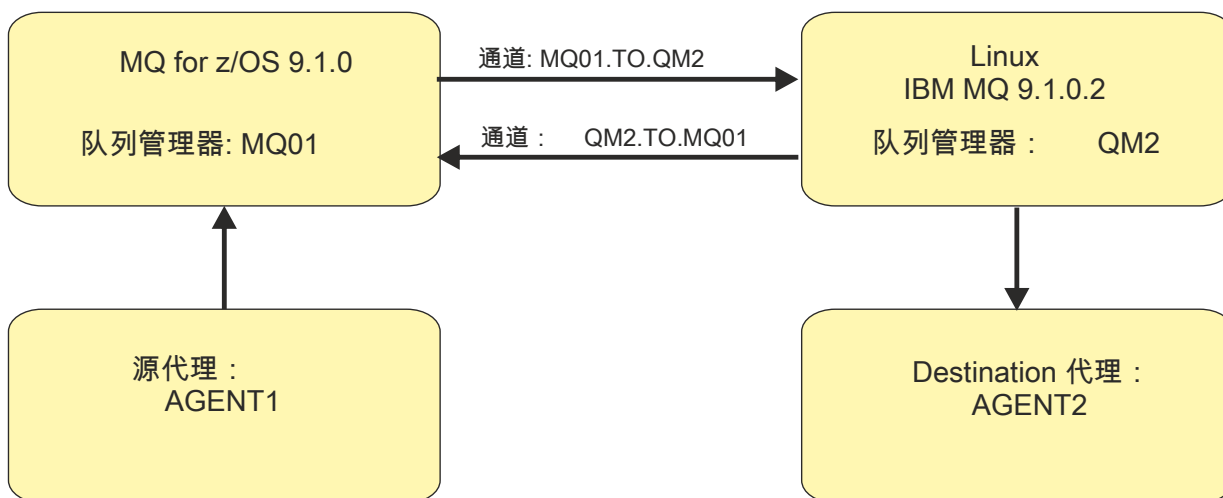 MQ for z/OS 9.1.0
队列管理器: MQ01
通道: MQ01.TO.QM2
通道： QM2.TO.MQ01
Linux
IBM MQ 9.1.0.2
队列管理器： QM2
源代理：
AGENT1
Destination 代理：
AGENT2